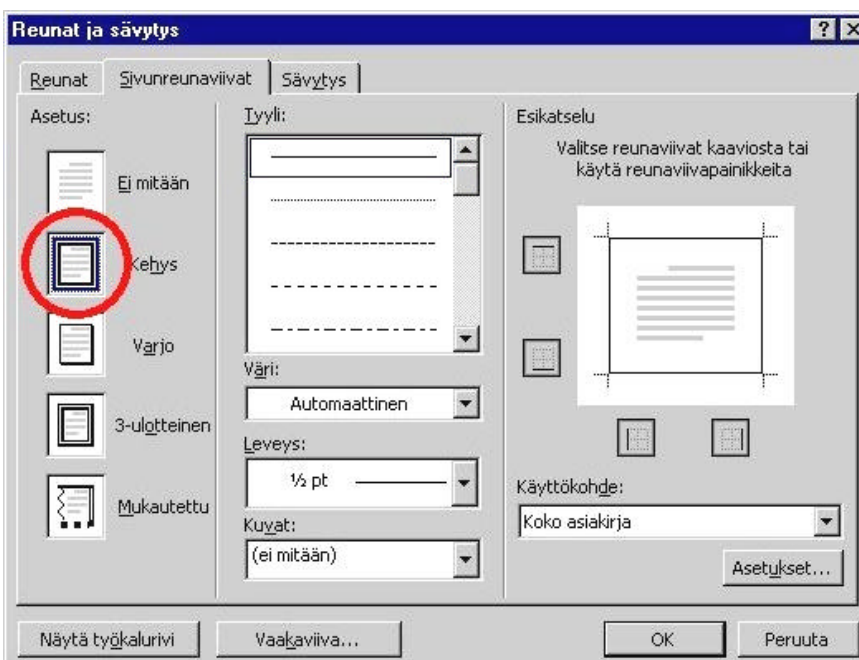 Reunat ja sävytys
Reunat
Sivunreunaviivat
Sävytys
Asetus:
Ei mitään
Kehys
Varjo
3-ulotteinen
Mukautettu
Tyyli:
Väri:
Automaattinen
Leveys:
½ pt
Kuvat:
(ei mitään)
Esikatselu
Valitse reunaviivat kaaviosta tai
käytä reunaviivapainikkeita
Käyttökohde:
Koko asiakirja
Asetukset...
Näytä työkalurivi
Vaakaviiva...
OK
Peruuta